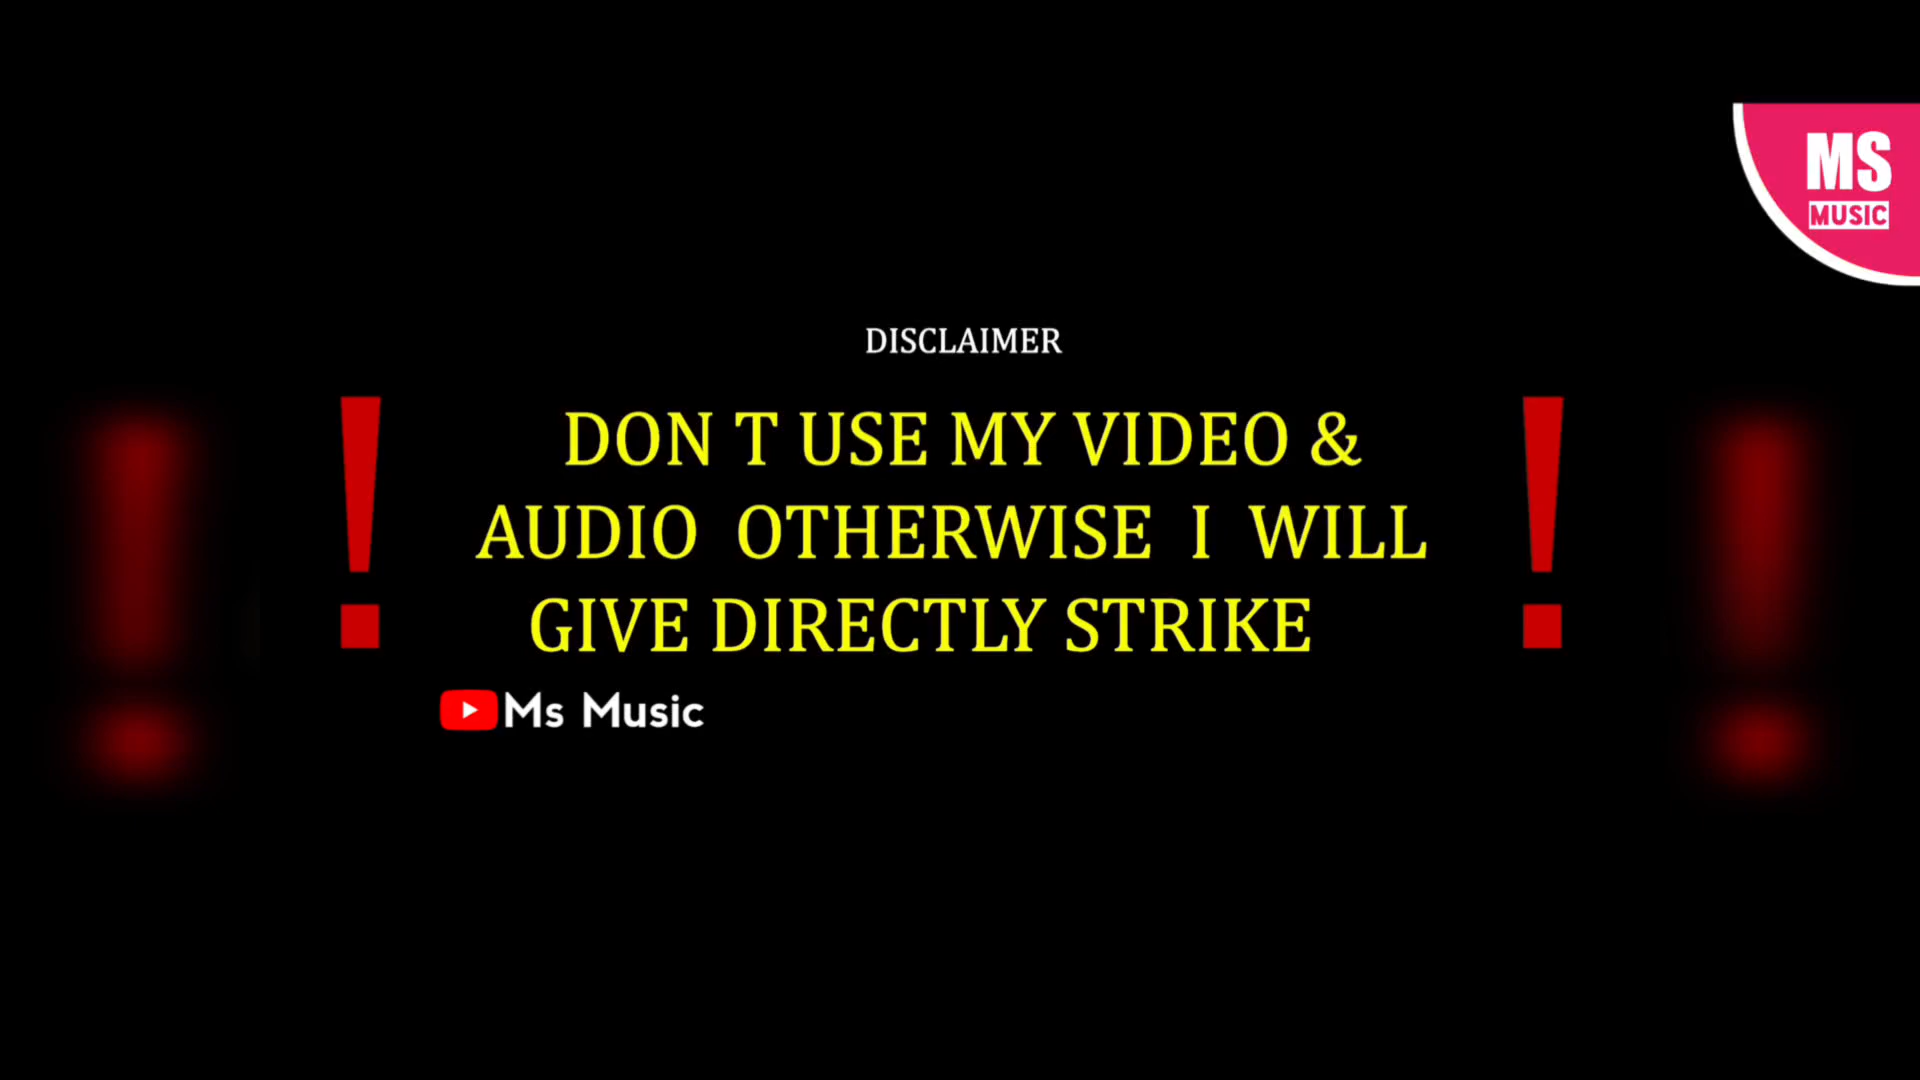 MS
MUSIC
DISCLAIMER
! DON T USE MY VIDEO & !
AUDIO OTHERWISE I WILL
GIVE DIRECTLY STRIKE
Ms Music